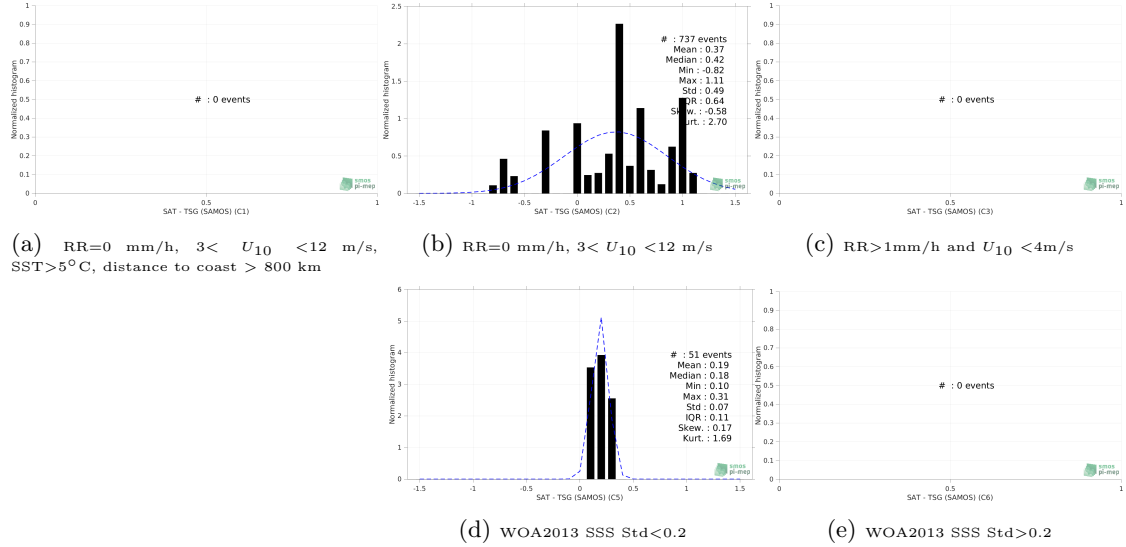 1
0.9
0.8
0.7
0.6
0.5
0.4
0.3
0.2
0.1
0
Normalized histogram
# : 0 events
0
0.5
1
SAT - TSG (SAMOS) (C1)
smos
pi-mep
(a) RR=0 mm/h, 3< U10 <12 m/s,
SST>5°C, distance to coast > 800 km
2.5
2
1.5
1
0.5
0
Normalized histogram
# : 737 events
Mean : 0.37
Median : 0.42
Min : -0.82
Max : 1.11
Std : 0.49
IQR : 0.64
Skew. : -0.58
Kurt. : 2.70
-1.5
-1
-0.5
0
0.5
1
1.5
SAT - TSG (SAMOS) (C2)
smos
pi-mep
(b) RR=0 mm/h, 3< U10 <12 m/s
1
0.9
0.8
0.7
0.6
0.5
0.4
0.3
0.2
0.1
0
Normalized histogram
# : 0 events
0
0.5
1
SAT - TSG (SAMOS) (C3)
smos
pi-mep
(c) RR>1mm/h and U10 <4m/s
6
5
4
3
2
1
0
Normalized histogram
# : 51 events
Mean : 0.19
Median : 0.18
Min : 0.10
Max : 0.31
Std : 0.07
IQR : 0.11
Skew. : 0.17
Kurt. : 1.69
-1.5
-1
-0.5
0
0.5
1
1.5
SAT - TSG (SAMOS) (C5)
smos
pi-mep
(d) WOA2013 SSS Std<0.2
1
0.9
0.8
0.7
0.6
0.5
0.4
0.3
0.2
0.1
0
Normalized histogram
# : 0 events
0
0.5
1
SAT - TSG (SAMOS) (C6)
smos
pi-mep
(e) WOA2013 SSS Std>0.2